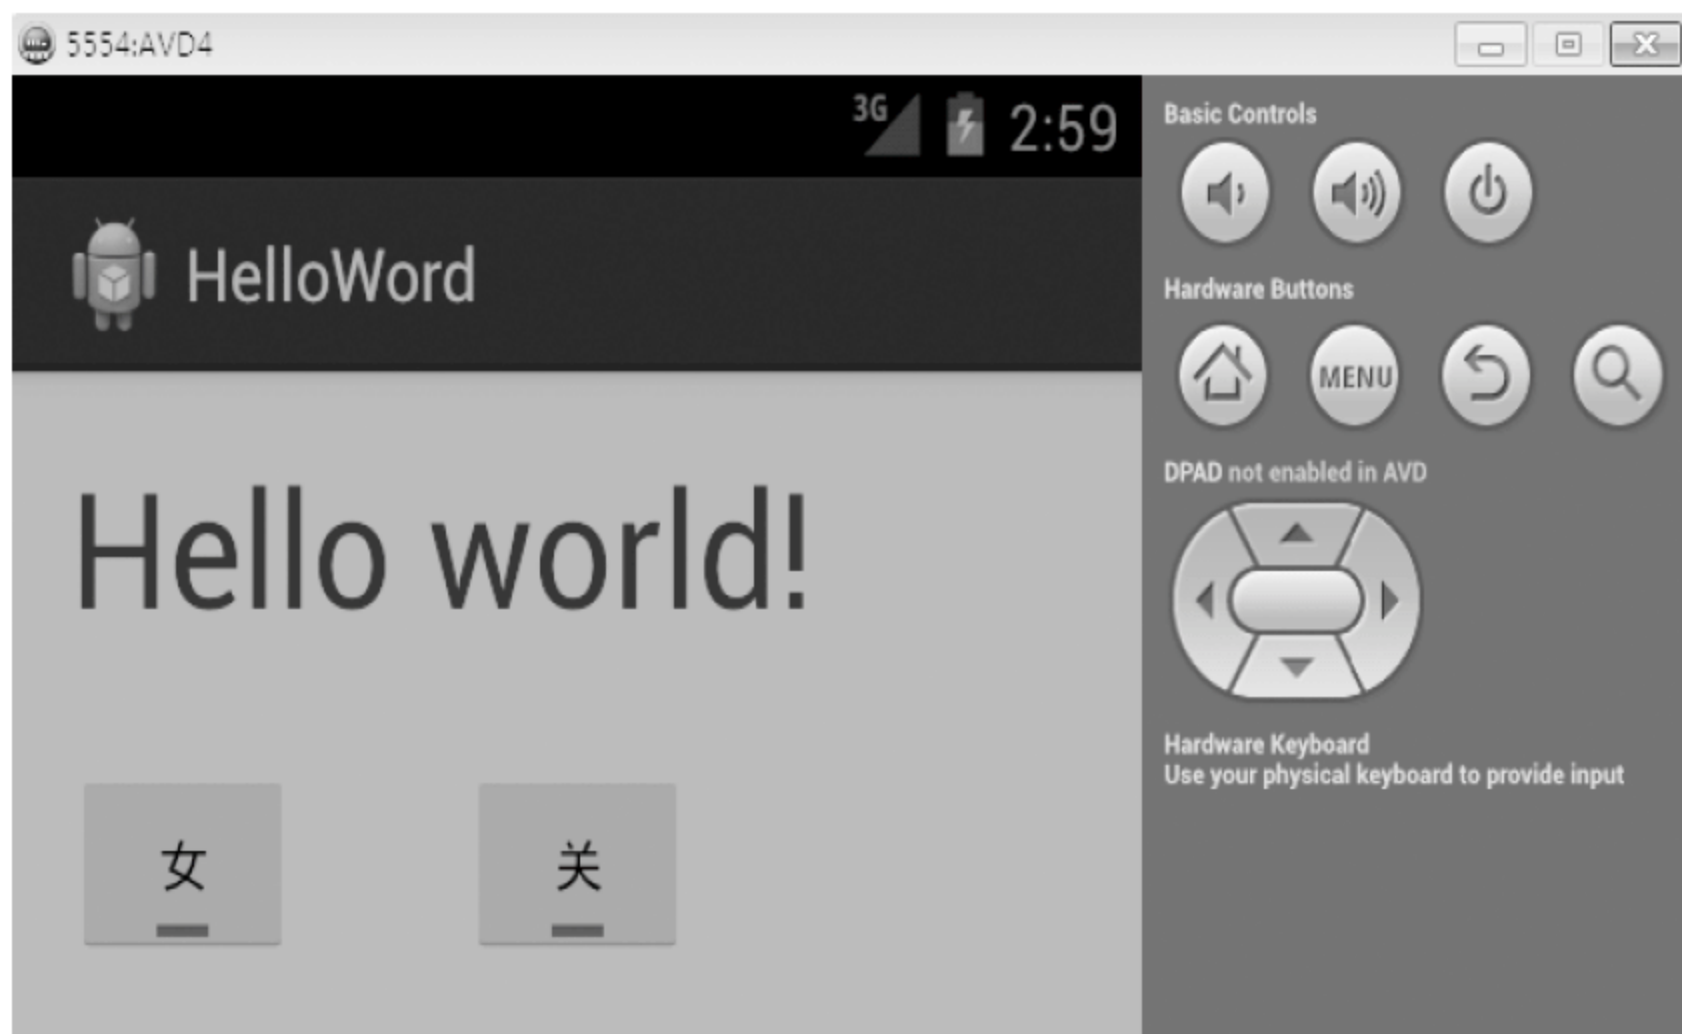 5554:AVD4
3G 2:59
HelloWord
Hello world!
女
关
Basic Controls
Hardware Buttons
MENU
DPAD not enabled in AVD
Hardware Keyboard
Use your physical keyboard to provide input